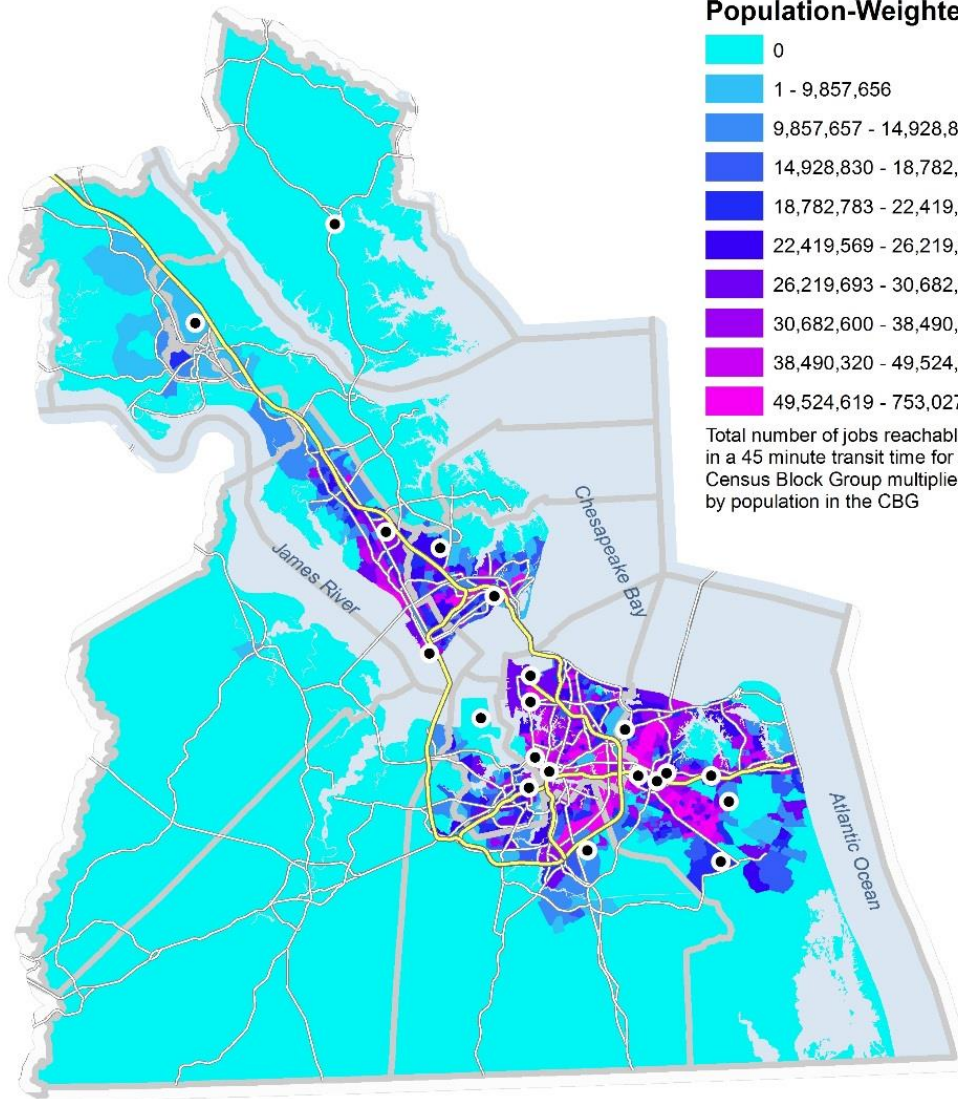 Population-Weighte
0
1 - 9,857,656
9,857,657 - 14,928,8
14,928,830 - 18,782,
18,782,783 - 22,419,
22,419,569 - 26,219,
26,219,693 - 30,682,
30,682,600 - 38,490,
38,490,320 - 49,524,
49,524,619 - 753,027
Total number of jobs reachabl
in a 45 minute transit time for
Census Block Group multiplie
by population in the CBG
Chesapeake Bay
James River
Atlantic Ocean